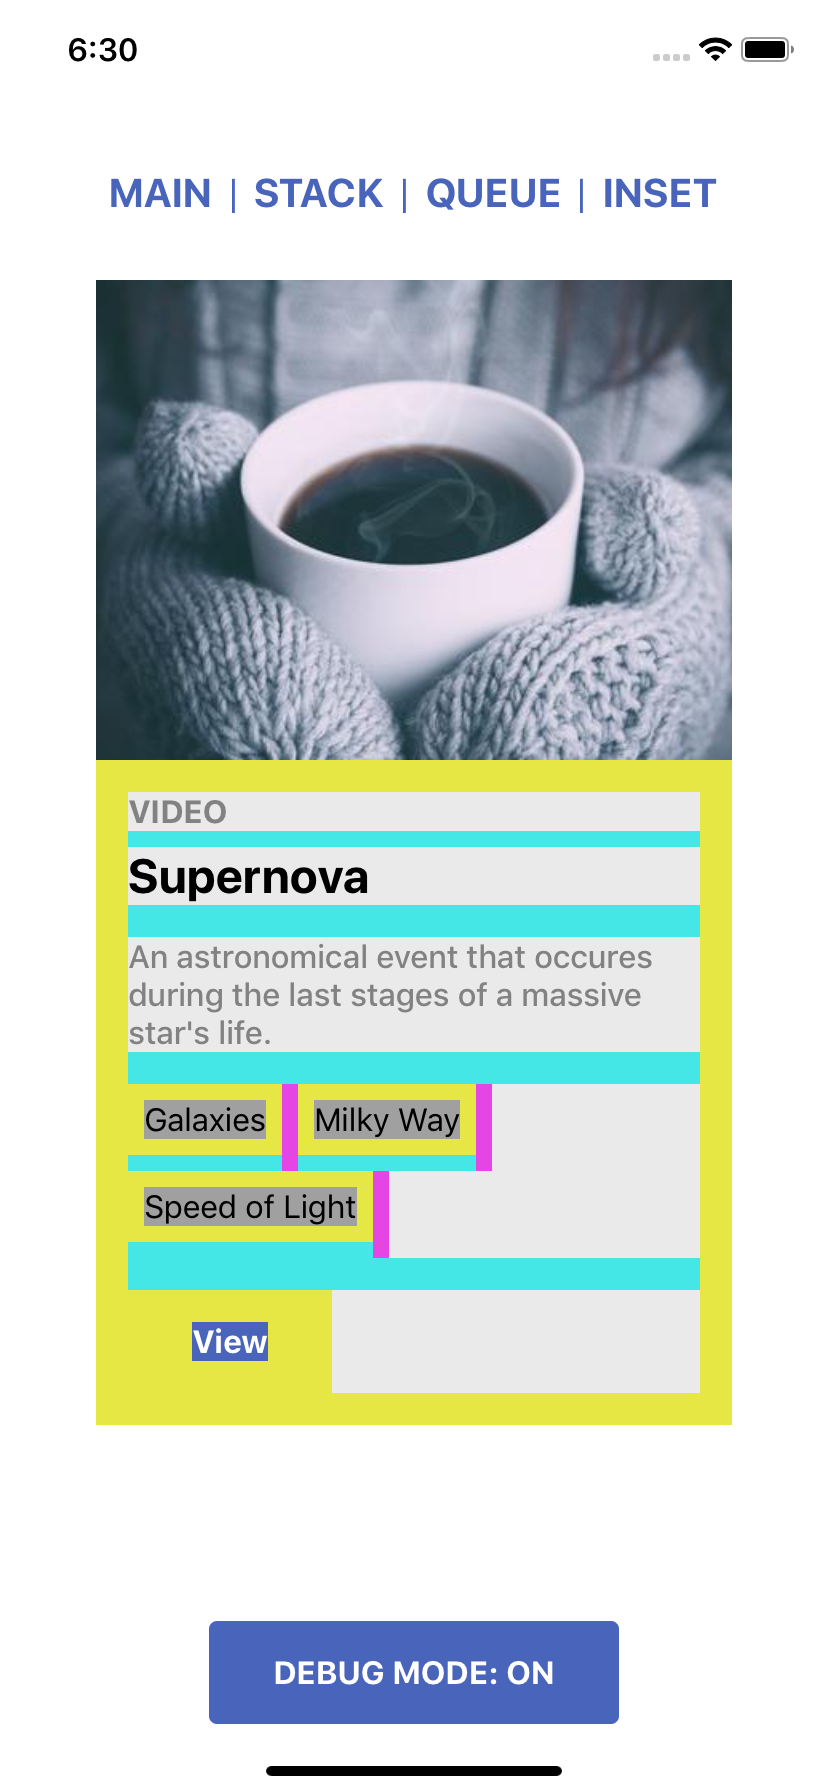 6:30
MAIN | STACK | QUEUE | INSET
VIDEO
Supernova
An astronomical event that occures
during the last stages of a massive
star's life.
Galaxies Milky Way
Speed of Light
View
DEBUG MODE: ON